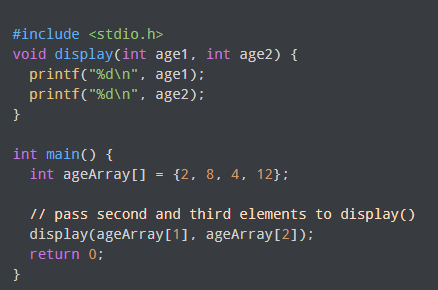 #include <stdio.h>
void display(int age1, int age2) {
  printf("%d\n", age1);
  printf("%d\n", age2);
}

int main() {
  int ageArray[] = {2, 8, 4, 12};

  // pass second and third elements to display()
  display(ageArray[1], ageArray[2]);
  return 0;
}